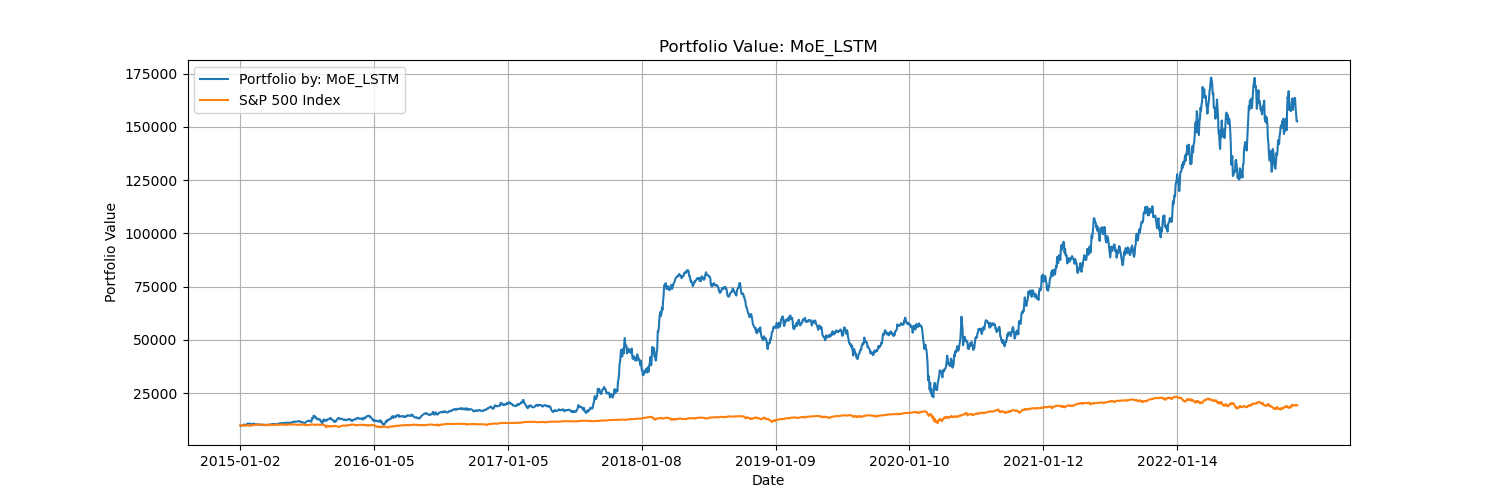 Portfolio Value: MoE_LSTM
Portfolio by: MoE_LSTM
S&P 500 Index
Portfolio Value
175000
150000
125000
100000
75000
50000
25000
2015-01-02 2016-01-05 2017-01-05 2018-01-08 2019-01-09 2020-01-10 2021-01-12 2022-01-14
Date